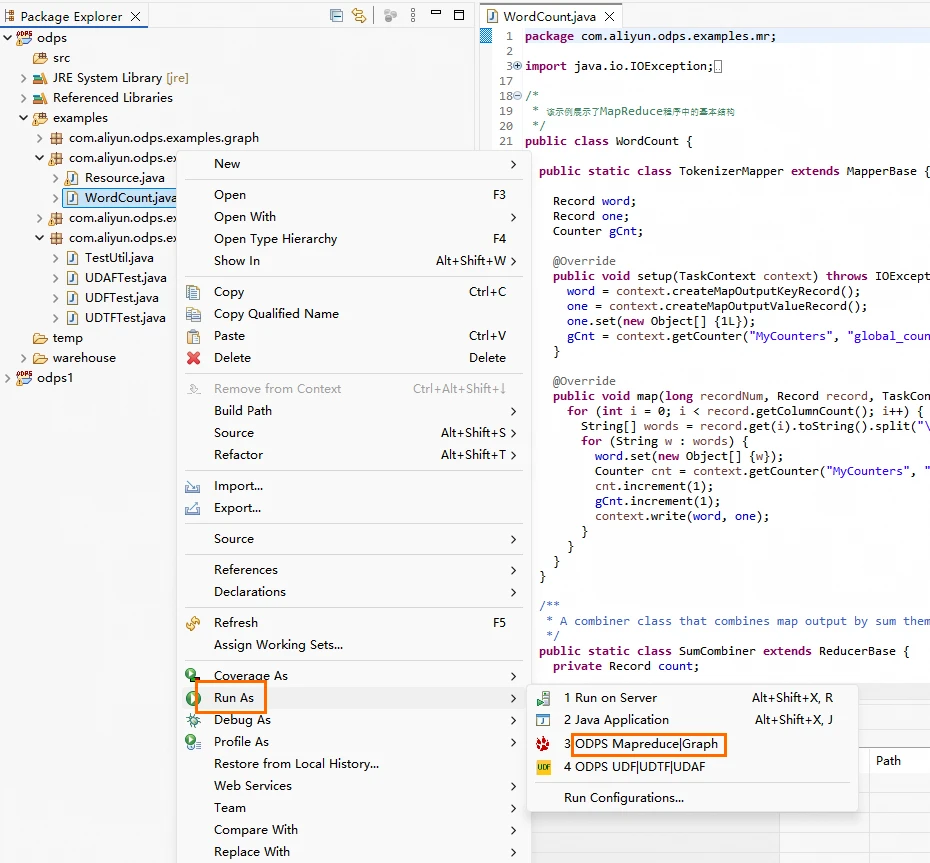 Package Explorer
odps
src
JRE System Library [jre]
Referenced Libraries
examples
com.aliyun.odps.examples.graph
com.aliyun.odps.ex
Resource.java
WordCount.java
com.aliyun.odps.ex
com.aliyun.odps.ex
TestUtil.java
UDAFTest.java
UDFTest.java
UDTFTest.java
temp
warehouse
odps1
New
Open F3
Open With
Open Type Hierarchy F4
Show In Alt+Shift+W
Copy Ctrl+C
Copy Qualified Name
Paste Ctrl+V
Delete Delete
Remove from Context Ctrl+Alt+Shift+↓
Build Path
Source Alt+Shift+S
Refactor Alt+Shift+T
Import...
Export...
Source
References
Declarations
Refresh F5
Assign Working Sets...
Coverage As
Run As
Debug As
Profile As
Restore from Local History...
Web Services
Team
Compare With
Replace With
1 Run on Server Alt+Shift+X, R
2 Java Application Alt+Shift+X, J
3 ODPS Mapreduce|Graph
UDF 4 ODPS UDF|UDTF|UDAF
Run Configurations...
WordCount.java
1 package com.aliyun.odps.examples.mr;
2
3 import java.io.IOException;
17
18 /*
19 * 该示例展示了MapReduce程序中的基本结构
20 */
21 public class WordCount {
public static class TokenizerMapper extends MapperBase {
Record word;
Record one;
Counter gCnt;
@Override
public void setup(TaskContext context) throws IOExcept
word = context.createMapOutputKeyRecord();
one = context.createMapOutputValueRecord();
one.set(new Object[] {1L});
gCnt = context.getCounter("MyCounters", "global_coun
}
@Override
public void map(long recordNum, Record record, TaskCon
for (int i = 0; i < record.getColumnCount(); i++) {
String[] words = record.get(i).toString().split("\
for (String w : words) {
word.set(new Object[] {w});
Counter cnt = context.getCounter("MyCounters", "
cnt.increment(1);
gCnt.increment(1);
context.write(word, one);
}
}
}
}
/**
* A combiner class that combines map output by sum them
*/
public static class SumCombiner extends ReducerBase {
private Record count;
Path